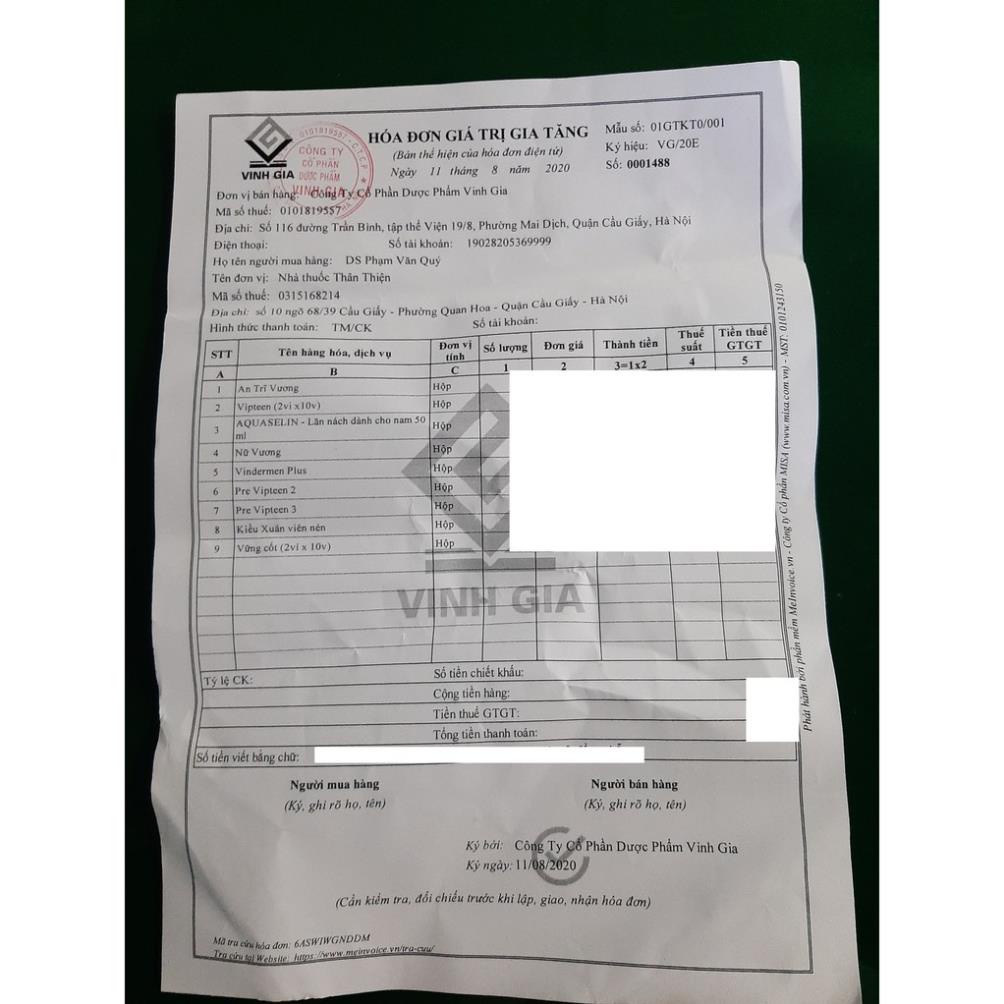 VINH GIA
0101819557 - C.T.C.P
CÔNG TY
CỔ PHẦN
DƯỢC PHẨM
VINH GIA
HÓA ĐƠN GIÁ TRỊ GIA TĂNG
(Bản thể hiện của hóa đơn điện tử)
Ngày 11 tháng 8 năm 2020
Mẫu số: 01GTKT0/001
Ký hiệu: VG/20E
Số: 0001488
Đơn vị bán hàng: Công Ty Cổ Phần Dược Phẩm Vinh Gia
Mã số thuế: 0101819557
Địa chỉ: Số 116 đường Trần Bình, tập thể Viện 19/8, Phường Mai Dịch, Quận Cầu Giấy, Hà Nội
Điện thoại: Số tài khoản: 19028205369999
Họ tên người mua hàng: DS Phạm Văn Quý
Tên đơn vị: Nhà thuốc Thân Thiện
Mã số thuế: 0315168214
Địa chỉ: số 10 ngõ 68/39 Cầu Giấy - Phường Quan Hoa - Quận Cầu Giấy - Hà Nội
Hình thức thanh toán: TM/CK Số tài khoản:
STT Tên hàng hóa, dịch vụ Đơn vị tính Số lượng Đơn giá Thành tiền Thuế suất Tiền thuế GTGT
A B C 1 2 3=1x2 4 5
1 An Trĩ Vương Hộp
2 Vipteen (2vỉ x10v) Hộp
3 AQUASELIN - Lăn nách dành cho nam 50 ml Hộp
4 Nữ Vương Hộp
5 Vindermen Plus Hộp
6 Pre Vipteen 2 Hộp
7 Pre Vipteen 3 Hộp
8 Kiều Xuân viên nén Hộp
9 Vững cốt (2vỉ x 10v) Hộp
VINH GIA
Tỷ lệ CK: Số tiền chiết khấu:
Cộng tiền hàng:
Tiền thuế GTGT:
Tổng tiền thanh toán:
Số tiền viết bằng chữ:
Người mua hàng Người bán hàng
(Ký, ghi rõ họ, tên) (Ký, ghi rõ họ, tên)
Ký bởi: Công Ty Cổ Phần Dược Phẩm Vinh Gia
Ký ngày: 11/08/2020
(Cần kiểm tra, đối chiếu trước khi lập, giao, nhận hóa đơn)
Mã tra cứu hóa đơn: 6ASWIWGNDDM
Tra cứu tại Website: https://www.meinvoice.vn/tra-cuu/
Phát hành bởi phần mềm MeInvoice.vn - Công ty Cổ phần MISA (www.misa.com.vn) - MST: 0101243150